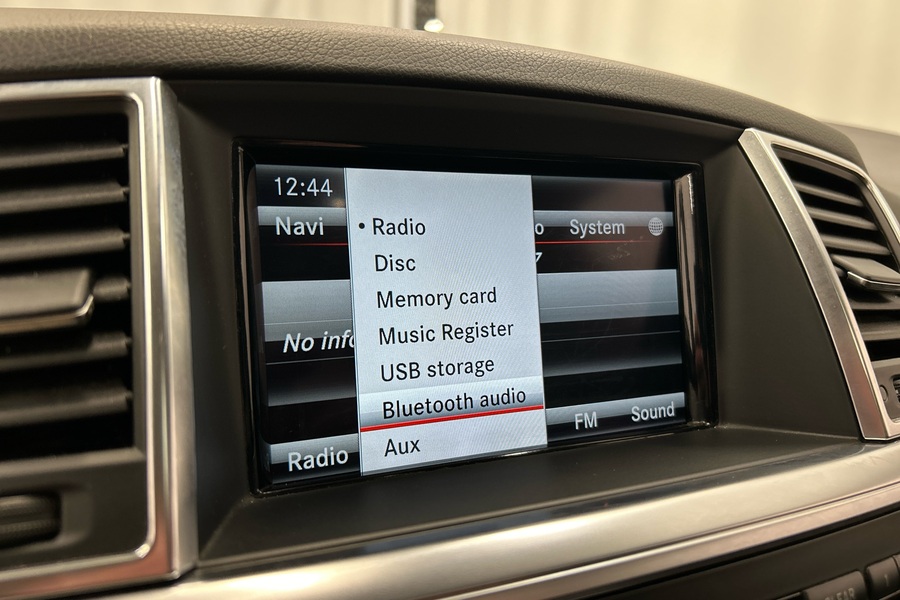 12:44
Navi
• Radio
Disc
Memory card
Music Register
USB storage
Bluetooth audio
Aux
o
System
7
No info
Radio
FM
Sound